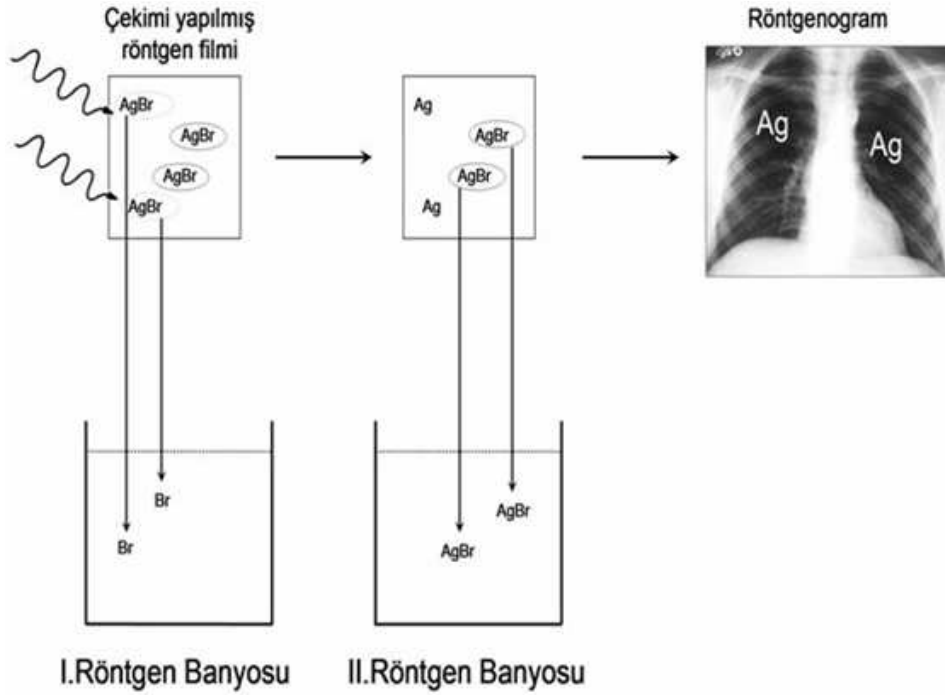 Çekimi yapılmış
röntgen filmi
Röntgenogram
AgBr
AgBr
AgBr
AgBr
Ag
AgBr
AgBr
Ag
Ag
Ag
Br
Br
AgBr
AgBr
I.Röntgen Banyosu
II.Röntgen Banyosu